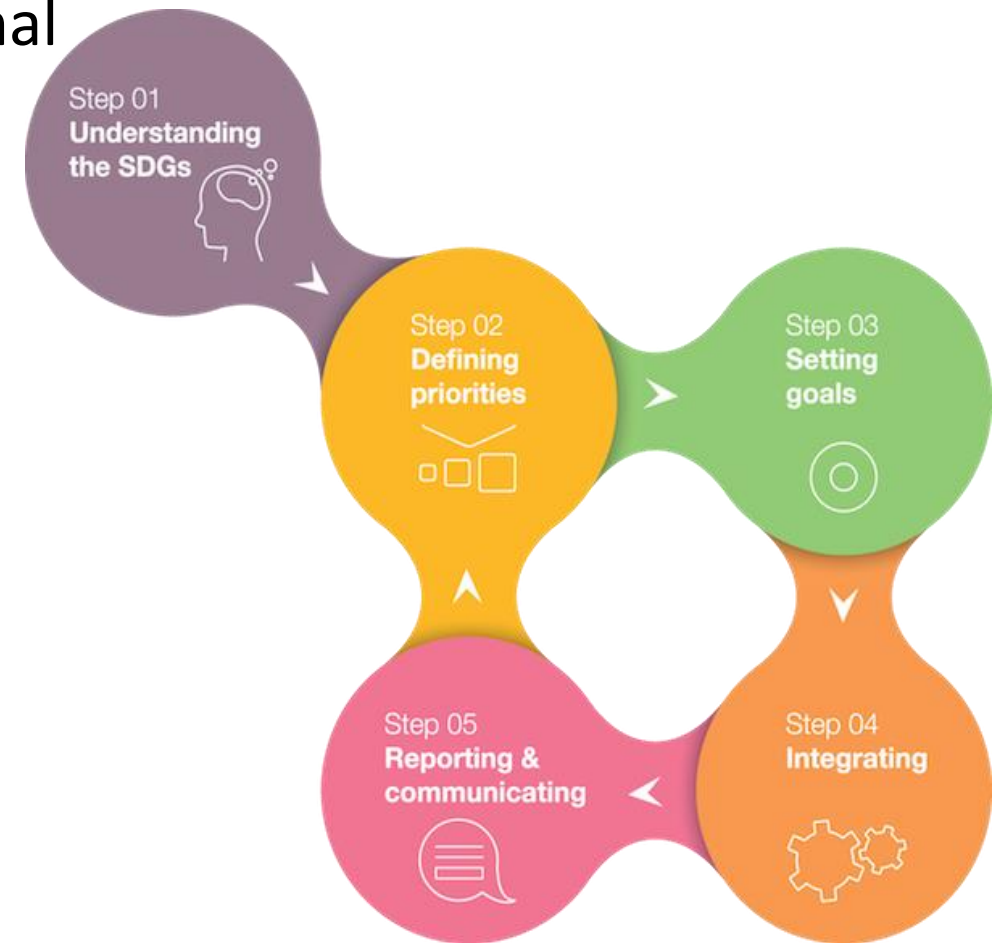 nal
Step 01
Understanding
the SDGs
Step 02
Defining
priorities
Step 03
Setting
goals
Step 04
Integrating
Step 05
Reporting &
communicating